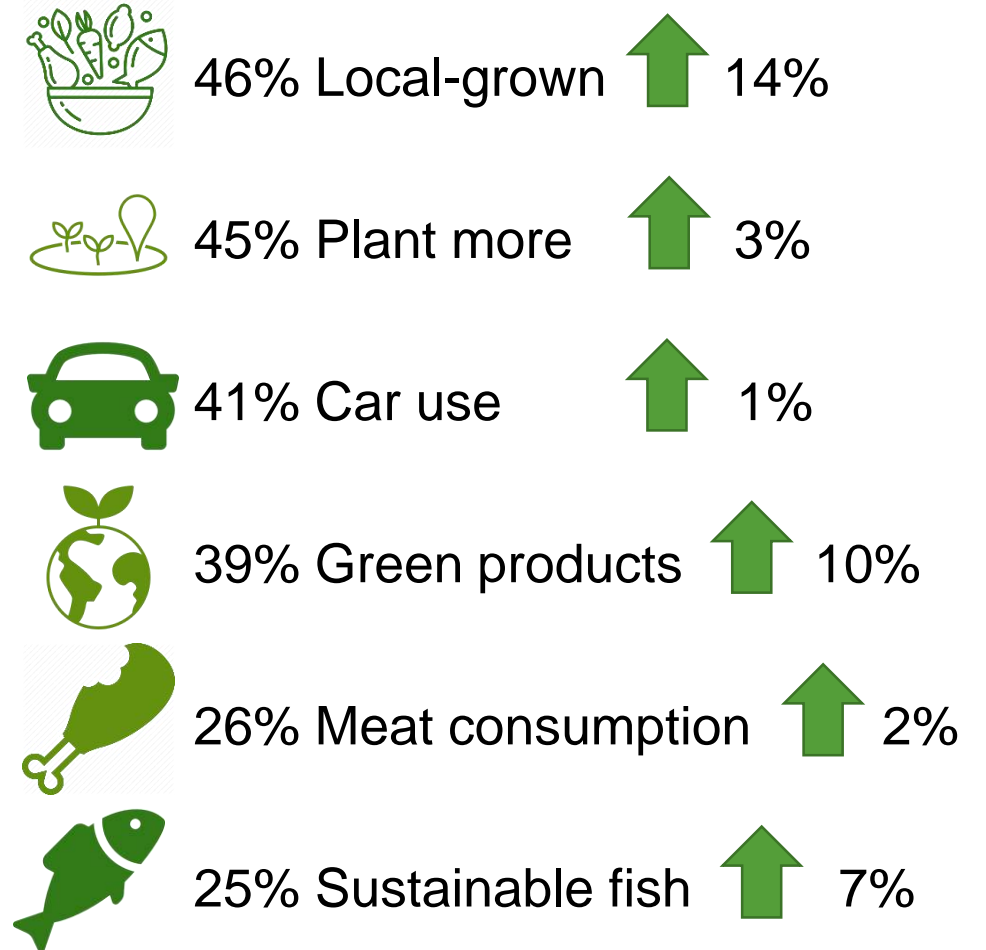 46% Local-grown 14%
45% Plant more 3%
41% Car use 1%
39% Green products 10%
26% Meat consumption 2%
25% Sustainable fish 7%